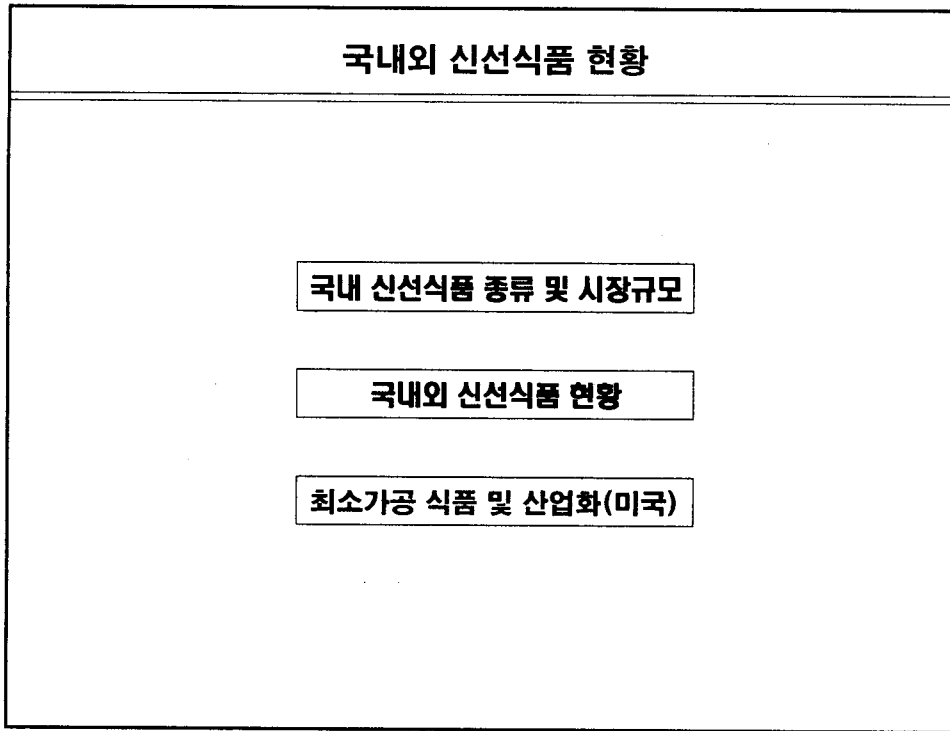 국내외 신선식품 현황
국내 신선식품 종류 및 시장규모
국내외 신선식품 현황
최소가공 식품 및 산업화(미국)